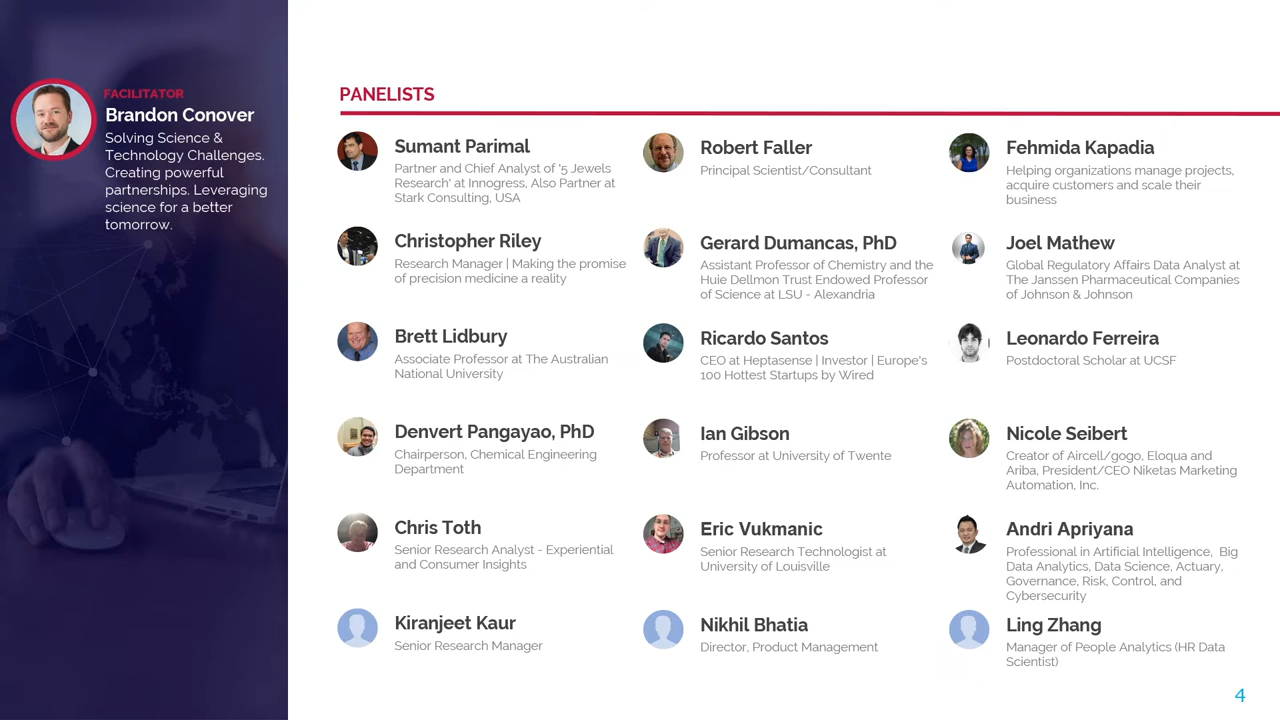 FACILITATOR
Brandon Conover
Solving Science &
Technology Challenges.
Creating powerful
partnerships. Leveraging
science for a better
tomorrow.
PANELISTS
Sumant Parimal
Partner and Chief Analyst of '5 Jewels
Research' at Innogress, Also Partner at
Stark Consulting, USA
Robert Faller
Principal Scientist/Consultant
Fehmida Kapadia
Helping organizations manage projects,
acquire customers and scale their
business
Christopher Riley
Research Manager | Making the promise
of precision medicine a reality
Gerard Dumancas, PhD
Assistant Professor of Chemistry and the
Huie Dellmon Trust Endowed Professor
of Science at LSU - Alexandria
Joel Mathew
Global Regulatory Affairs Data Analyst at
The Janssen Pharmaceutical Companies
of Johnson & Johnson
Brett Lidbury
Associate Professor at The Australian
National University
Ricardo Santos
CEO at Heptasense | Investor | Europe's
100 Hottest Startups by Wired
Leonardo Ferreira
Postdoctoral Scholar at UCSF
Denvert Pangayao, PhD
Chairperson, Chemical Engineering
Department
Ian Gibson
Professor at University of Twente
Nicole Seibert
Creator of Aircell/gogo, Eloqua and
Ariba, President/CEO Niketas Marketing
Automation, Inc.
Chris Toth
Senior Research Analyst - Experiential
and Consumer Insights
Eric Vukmanic
Senior Research Technologist at
University of Louisville
Andri Apriyana
Professional in Artificial Intelligence, Big
Data Analytics, Data Science, Actuary,
Governance, Risk, Control, and
Cybersecurity
Kiranjeet Kaur
Senior Research Manager
Nikhil Bhatia
Director, Product Management
Ling Zhang
Manager of People Analytics (HR Data
Scientist)
4